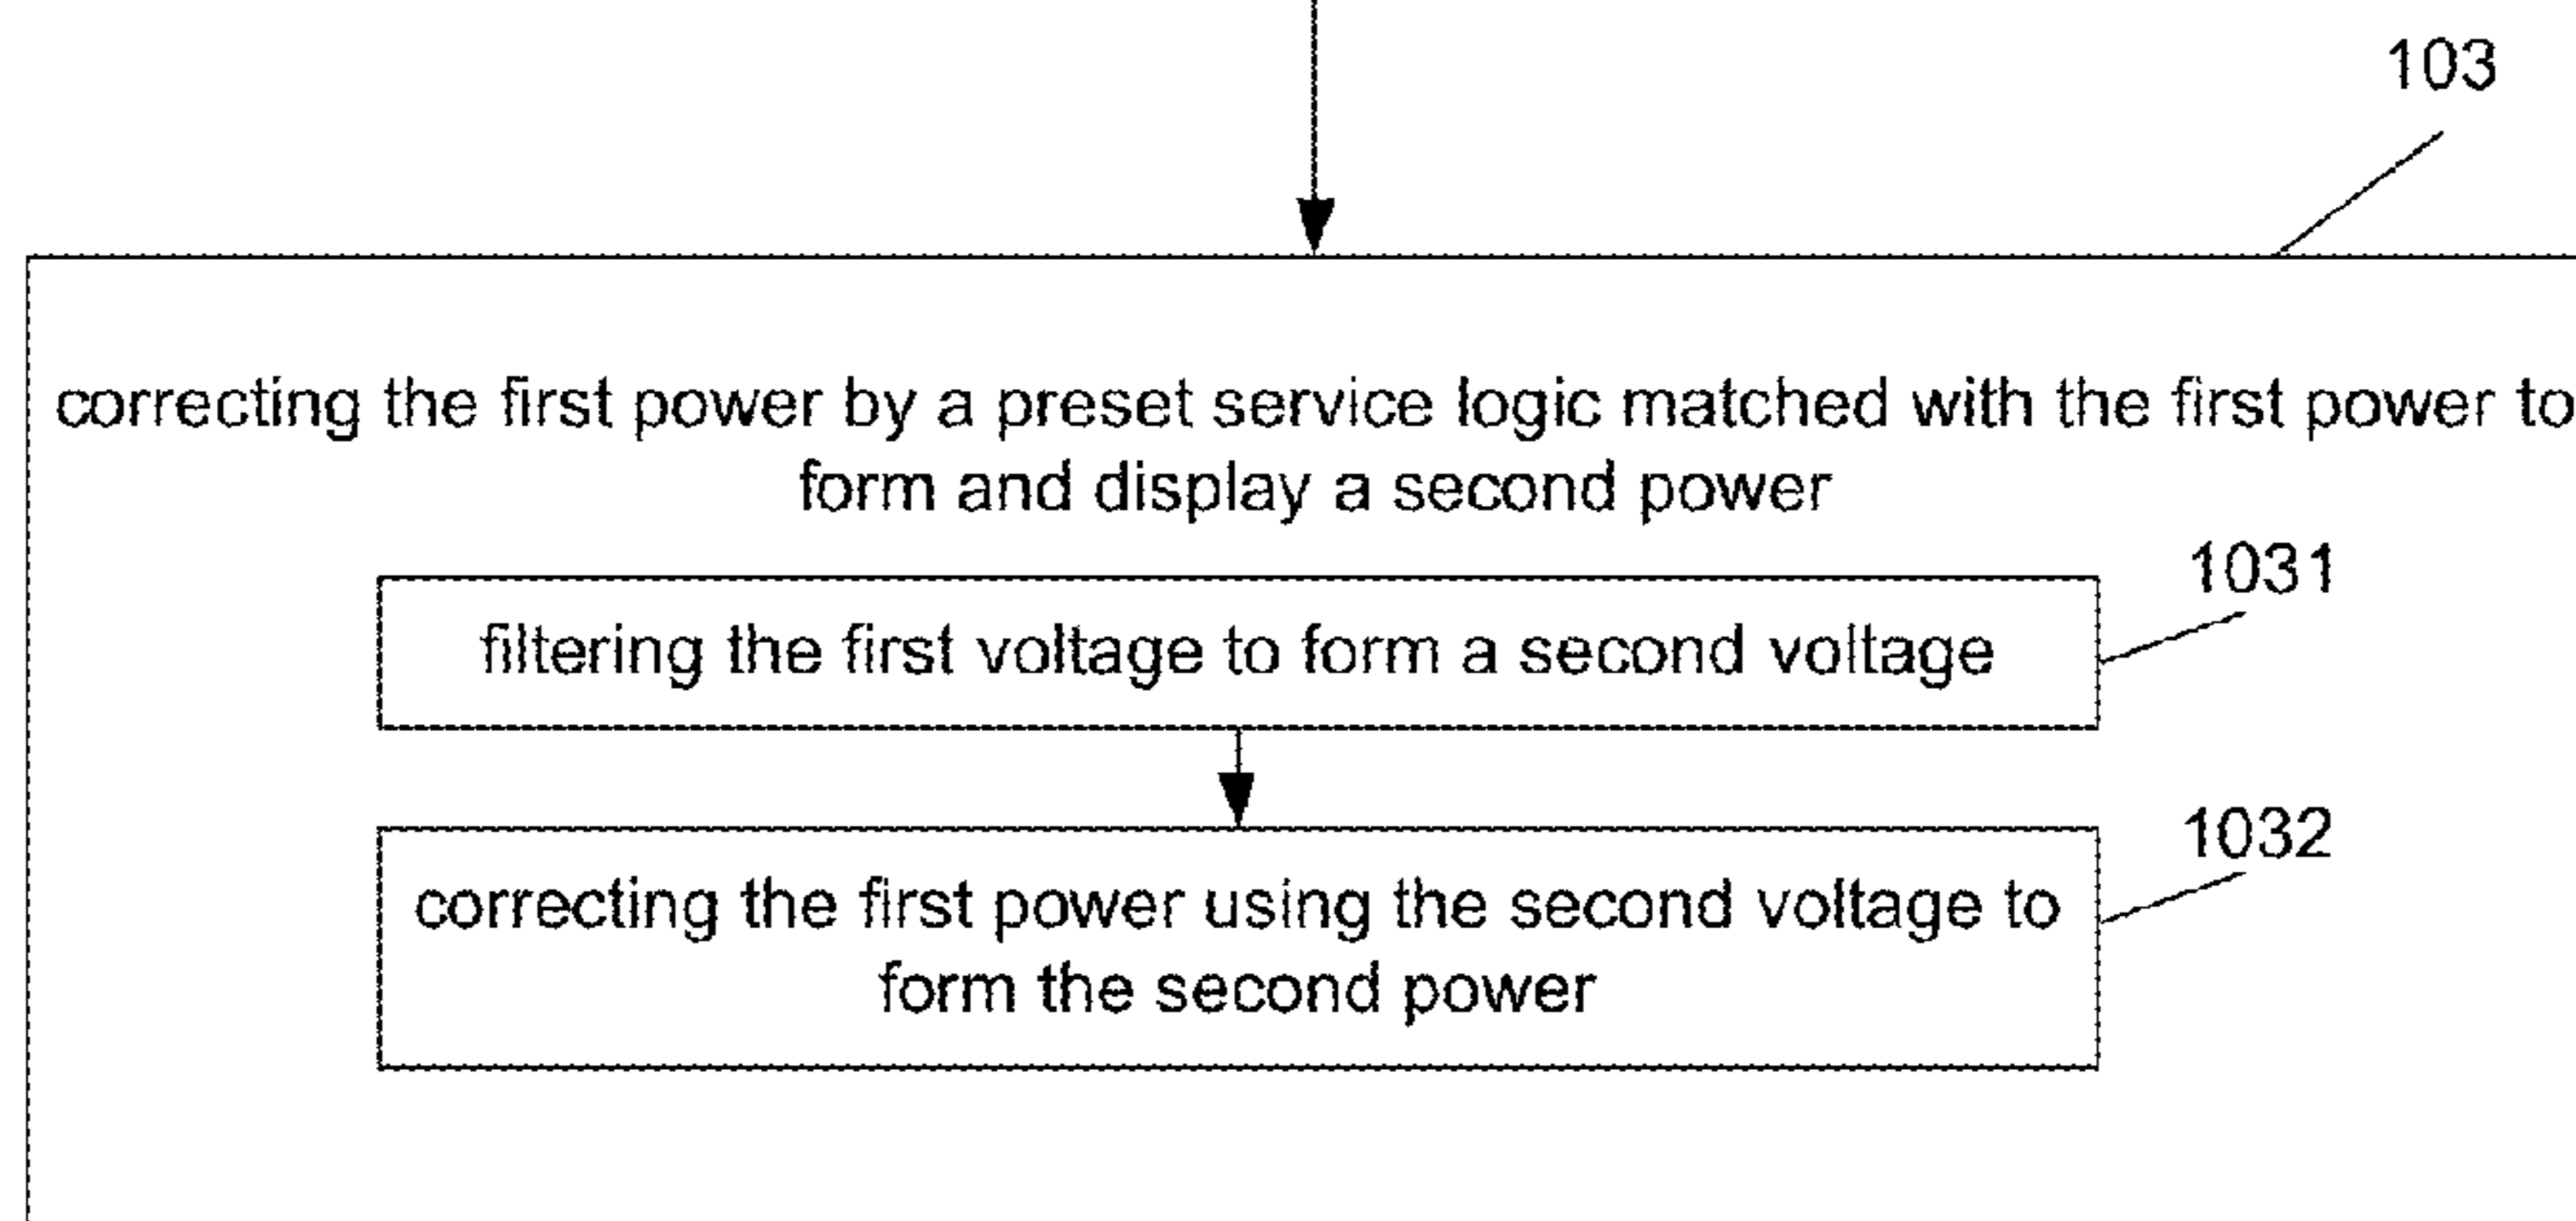 103
correcting the first power by a preset service logic matched with the first power to
form and display a second power
1031
filtering the first voltage to form a second voltage
1032
correcting the first power using the second voltage to
form the second power